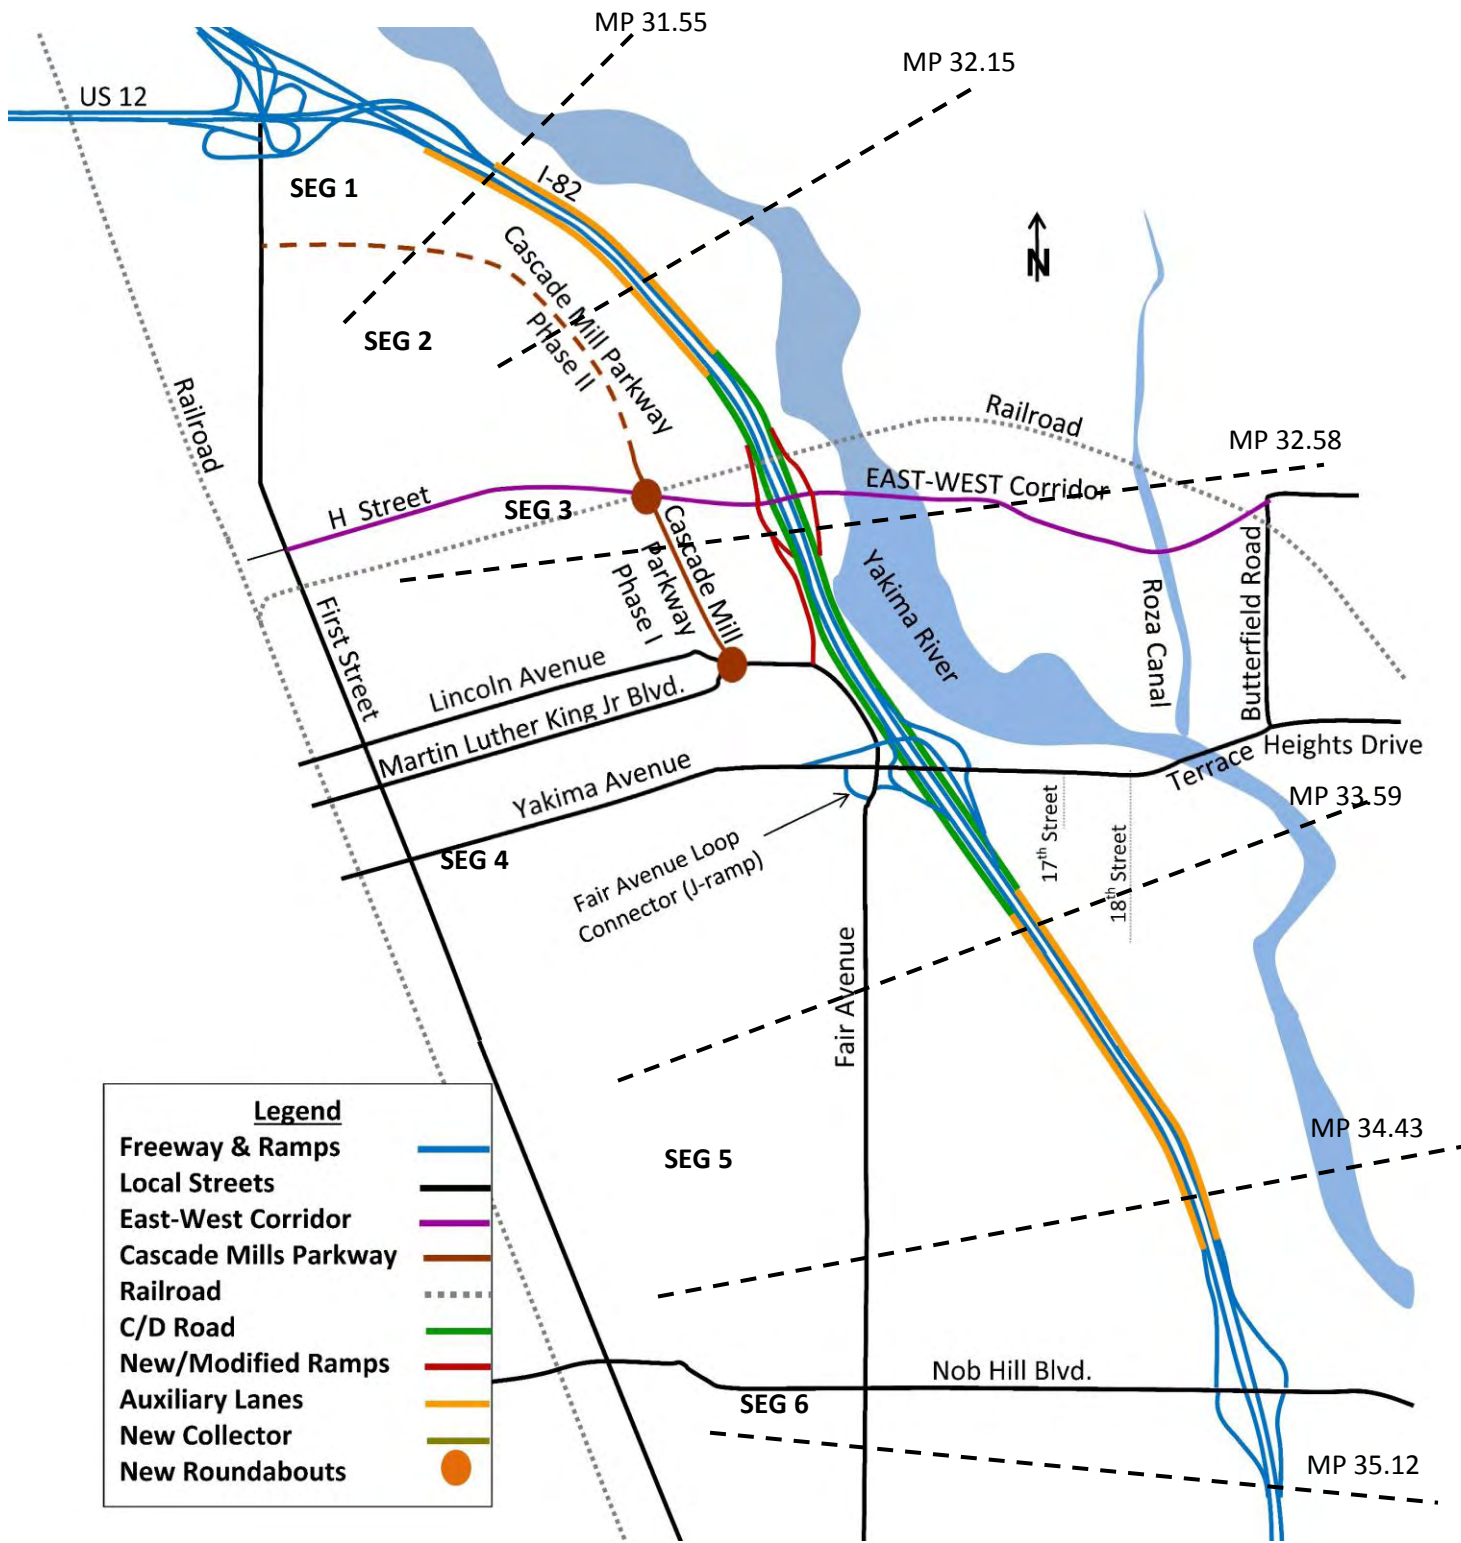 MP 31.55
MP 32.15
US 12
I-82
SEG 1
Cascade Mill Parkway
Phase II
N
SEG 2
Railroad
Railroad
MP 32.58
EAST-WEST Corridor
H Street
SEG 3
Cascade Mill
Parkway
Phase I
Yakima River
Roza Canal
Butterfield Road
First Street
Lincoln Avenue
Martin Luther King Jr Blvd.
Yakima Avenue
Terrace Heights Drive
MP 33.59
17th Street
18th Street
SEG 4
Fair Avenue Loop
Connector (J-ramp)
Fair Avenue
MP 34.43
SEG 5
Legend
Freeway & Ramps
Local Streets
East-West Corridor
Cascade Mills Parkway
Railroad
C/D Road
New/Modified Ramps
Auxiliary Lanes
New Collector
New Roundabouts
Nob Hill Blvd.
SEG 6
MP 35.12